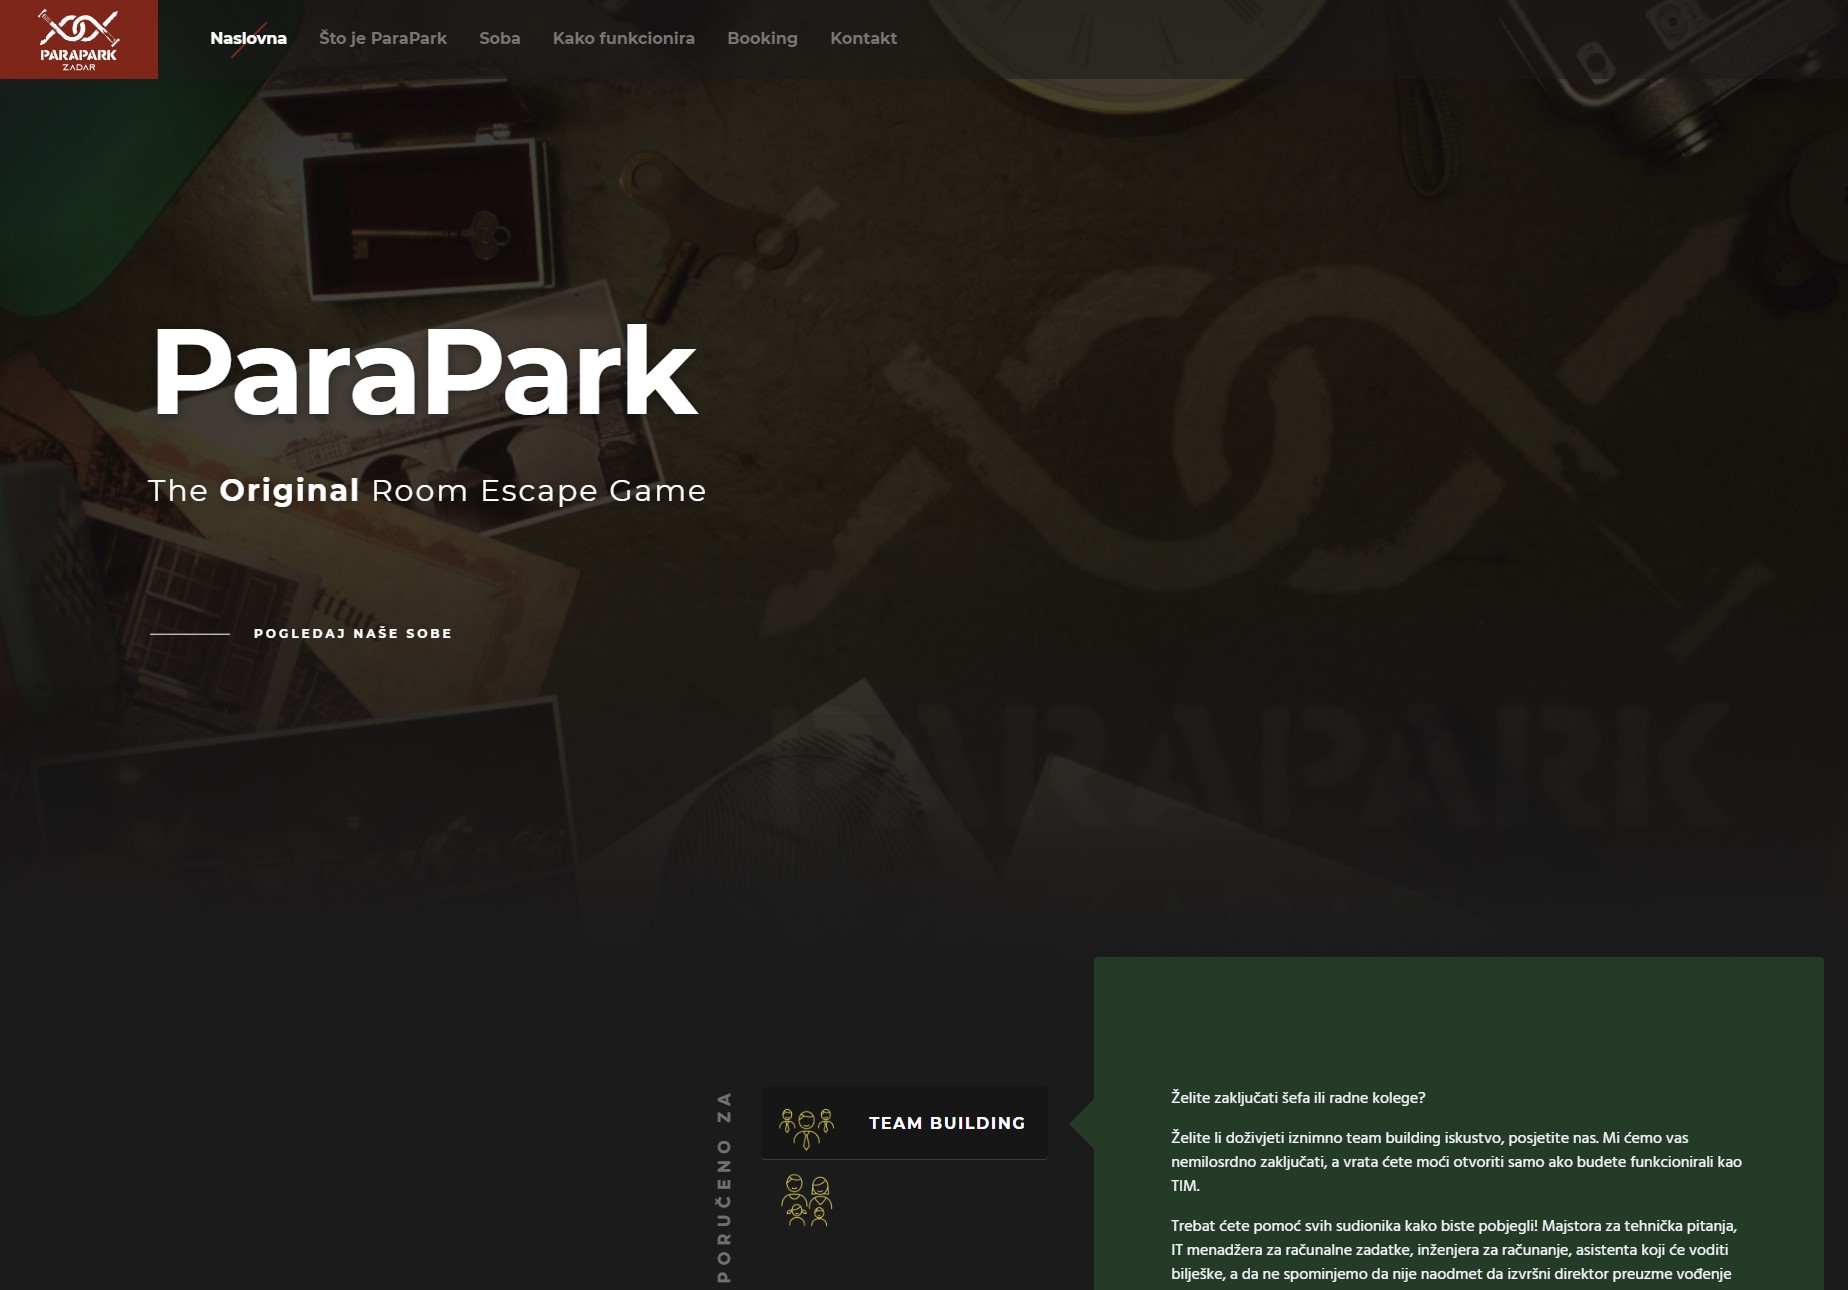 PARAPARK
ZADAR
Naslovna
Što je ParaPark
Soba
Kako funkcionira
Booking
Kontakt
ParaPark
The Original Room Escape Game
POGLEDAJ NAŠE SOBE
PARAPARK
ZADAR
PORUČENO ZA
TEAM BUILDING
Želite zaključati šefa ili radne kolege?
Želite li doživjeti iznimno team building iskustvo, posjetite nas. Mi ćemo vas
nemilosrdno zaključati, a vrata ćete moći otvoriti samo ako budete funkcionirali kao
TIM.
Trebat ćete pomoć svih sudionika kako biste pobjegli! Majstora za tehnička pitanja,
IT menadžera za računalne zadatke, inženjera za računanje, asistenta koji će voditi
bilješke, a da ne spominjemo da nije naodmet da izvršni direktor preuzme vođenje